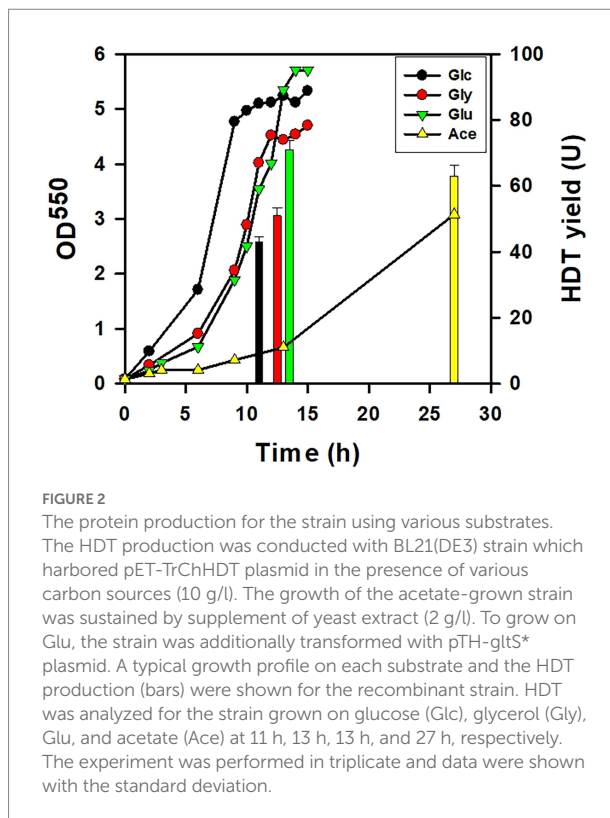 6
5
4
3
2
1
0
OD550
100
80
60
40
20
0
HDT yield (U)
Glc
Gly
Glu
Ace
0 5 10 15 20 25 30
Time (h)
FIGURE 2
The protein production for the strain using various substrates.
The HDT production was conducted with BL21(DE3) strain which
harbored pET-TrChHDT plasmid in the presence of various
carbon sources (10 g/l). The growth of the acetate-grown strain
was sustained by supplement of yeast extract (2 g/l). To grow on
Glu, the strain was additionally transformed with pTH-gltS*
plasmid. A typical growth profile on each substrate and the HDT
production (bars) were shown for the recombinant strain. HDT
was analyzed for the strain grown on glucose (Glc), glycerol (Gly),
Glu, and acetate (Ace) at 11 h, 13 h, 13 h, and 27 h, respectively.
The experiment was performed in triplicate and data were shown
with the standard deviation.